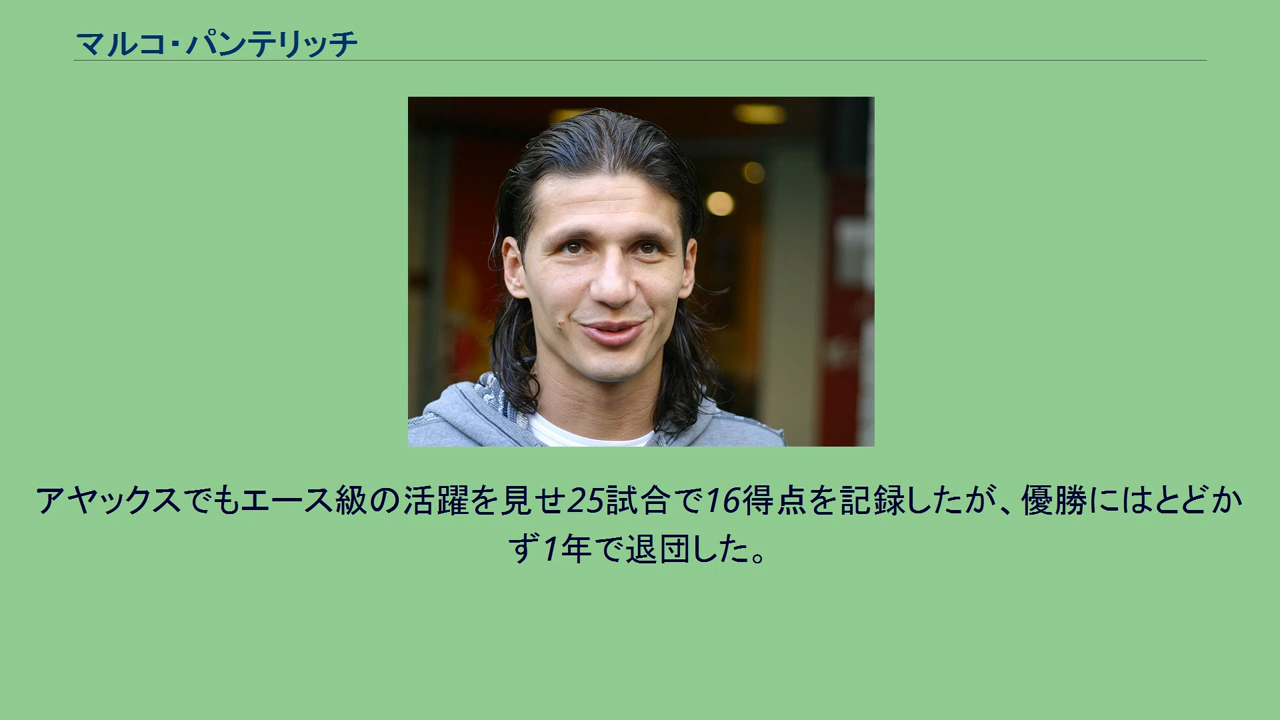 マルコ・パンテリッチ
アヤックスでもエース級の活躍を見せ25試合で16得点を記録したが、優勝にはとどか
ず1年で退団した。